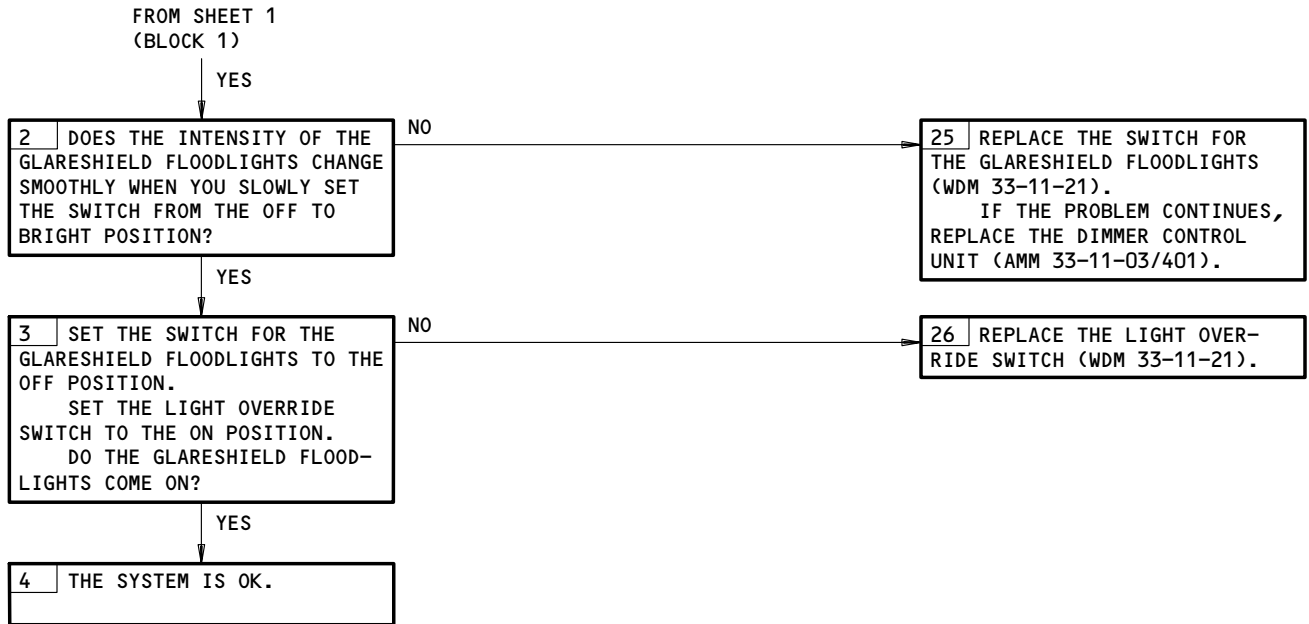 FROM SHEET 1
(BLOCK 1)
YES
2 DOES THE INTENSITY OF THE
GLARESHIELD FLOODLIGHTS CHANGE
SMOOTHLY WHEN YOU SLOWLY SET
THE SWITCH FROM THE OFF TO
BRIGHT POSITION?
NO
25 REPLACE THE SWITCH FOR
THE GLARESHIELD FLOODLIGHTS
(WDM 33-11-21).
IF THE PROBLEM CONTINUES,
REPLACE THE DIMMER CONTROL
UNIT (AMM 33-11-03/401).
YES
3 SET THE SWITCH FOR THE
GLARESHIELD FLOODLIGHTS TO THE
OFF POSITION.
SET THE LIGHT OVERRIDE
SWITCH TO THE ON POSITION.
DO THE GLARESHIELD FLOOD-
LIGHTS COME ON?
NO
26 REPLACE THE LIGHT OVER-
RIDE SWITCH (WDM 33-11-21).
YES
4 THE SYSTEM IS OK.